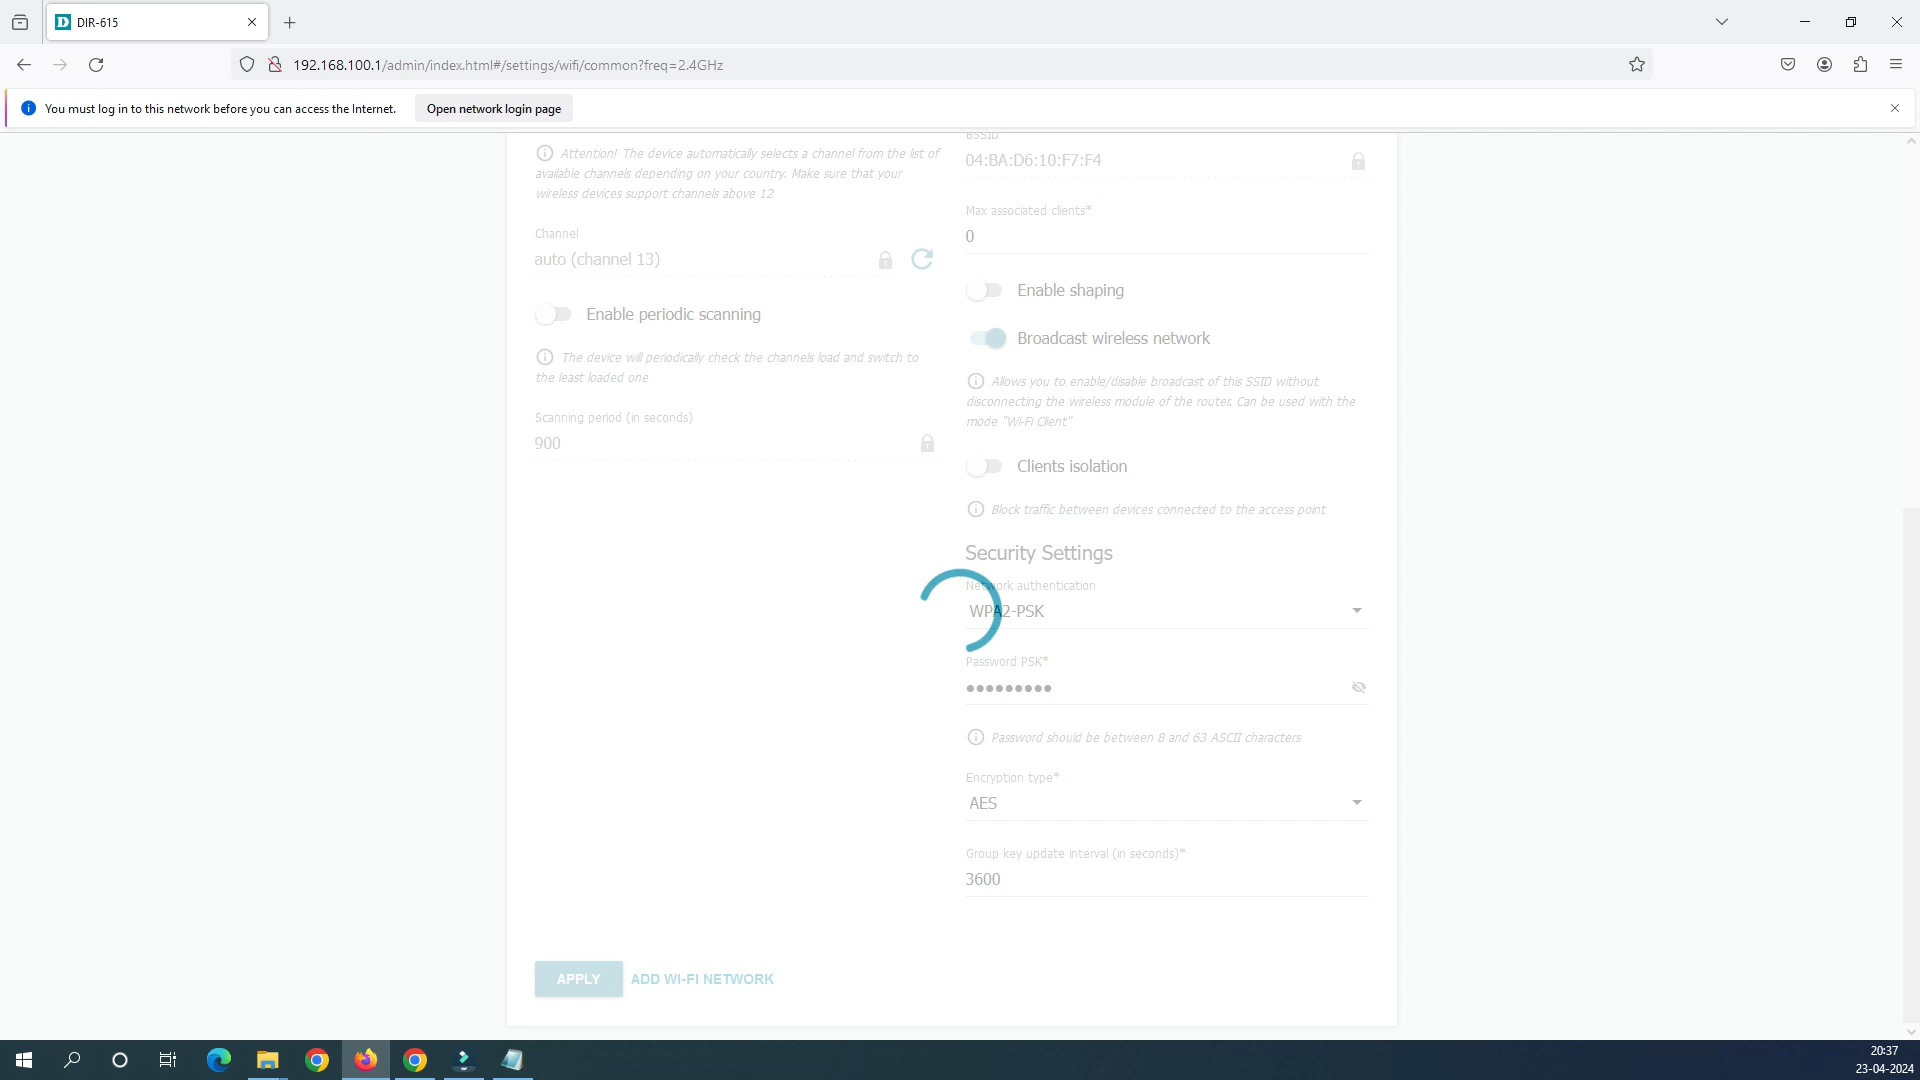 DIR-615
192.168.100.1/admin/index.html#/settings/wifi/common?freq=2.4GHz
You must log in to this network before you can access the Internet.
Open network login page
Attention! The device automatically selects a channel from the list of
available channels depending on your country. Make sure that your
wireless devices support channels above 12
Channel
auto (channel 13)
Enable periodic scanning
The device will periodically check the channels load and switch to
the least loaded one
Scanning period (in seconds)
900
BSSID
04:BA:D6:10:F7:F4
Max associated clients*
0
Enable shaping
Broadcast wireless network
Allows you to enable/disable broadcast of this SSID without
disconnecting the wireless module of the router. Can be used with the
mode "Wi-Fi Client"
Clients isolation
Block traffic between devices connected to the access point
Security Settings
Network authentication
WPA2-PSK
Password PSK*
•••••••••
Password should be between 8 and 63 ASCII characters
Encryption type*
AES
Group key update interval (in seconds)*
3600
APPLY
ADD WI-FI NETWORK
20:37
23-04-2024